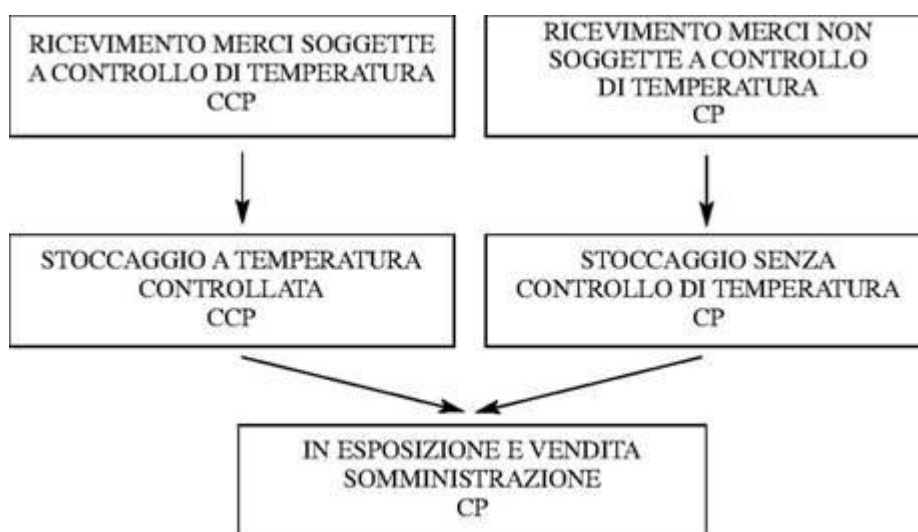 RICEVIMENTO MERCI SOGGETTE
A CONTROLLO DI TEMPERATURA
CCP
RICEVIMENTO MERCI NON
SOGGETTE A CONTROLLO
DI TEMPERATURA
CP
STOCCAGGIO A TEMPERATURA
CONTROLLATA
CCP
STOCCAGGIO SENZA
CONTROLLO DI TEMPERATURA
CP
IN ESPOSIZIONE E VENDITA
SOMMINISTRAZIONE
CP